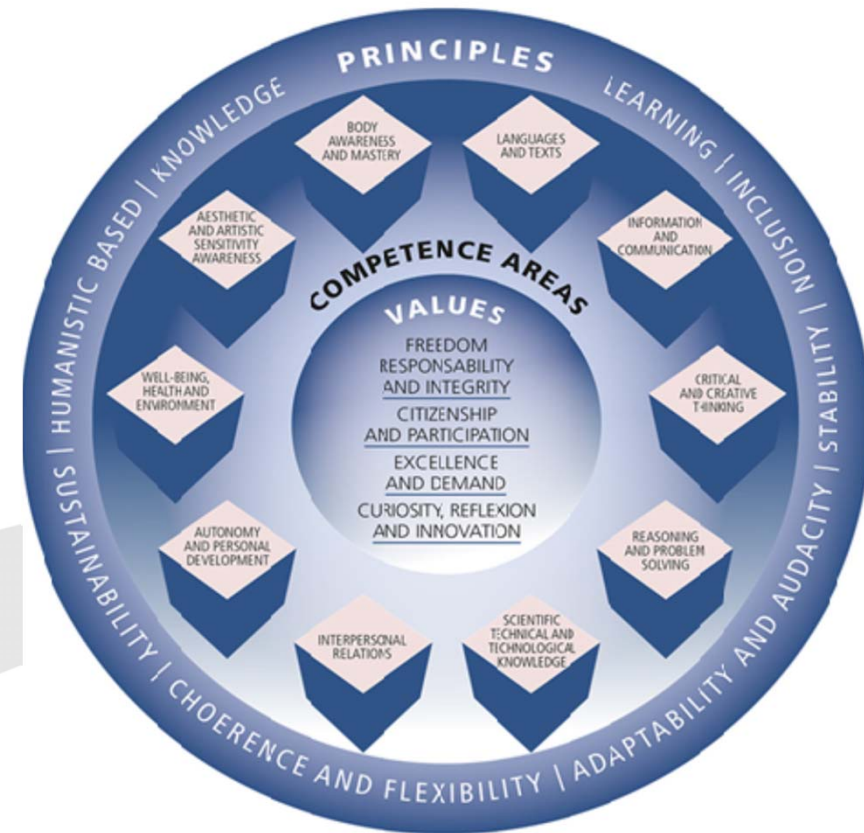 PRINCIPLES
HUMANISTIC BASED | KNOWLEDGE
LEARNING | INCLUSION | STABILITY | ADAPTABILITY AND AUDACITY | CHOERENCE AND FLEXIBILITY | SUSTAINABILITY |
BODY
AWARENESS
AND MASTERY
LANGUAGES
AND TEXTS
INFORMATION
AND
COMMUNICATION
CRITICAL
AND CREATIVE
THINKING
REASONING
AND PROBLEM
SOLVING
SCIENTIFIC
TECHNICAL AND
TECHNOLOGICAL
KNOWLEDGE
INTERPERSONAL
RELATIONS
AUTONOMY
AND PERSONAL
DEVELOPMENT
WELL-BEING,
HEALTH AND
ENVIRONMENT
AESTHETIC
AND ARTISTIC
SENSITIVITY
AWARENESS
COMPETENCE AREAS
VALUES
FREEDOM
RESPONSABILITY
AND INTEGRITY
CITIZENSHIP
AND PARTICIPATION
EXCELLENCE
AND DEMAND
CURIOSITY, REFLEXION
AND INNOVATION